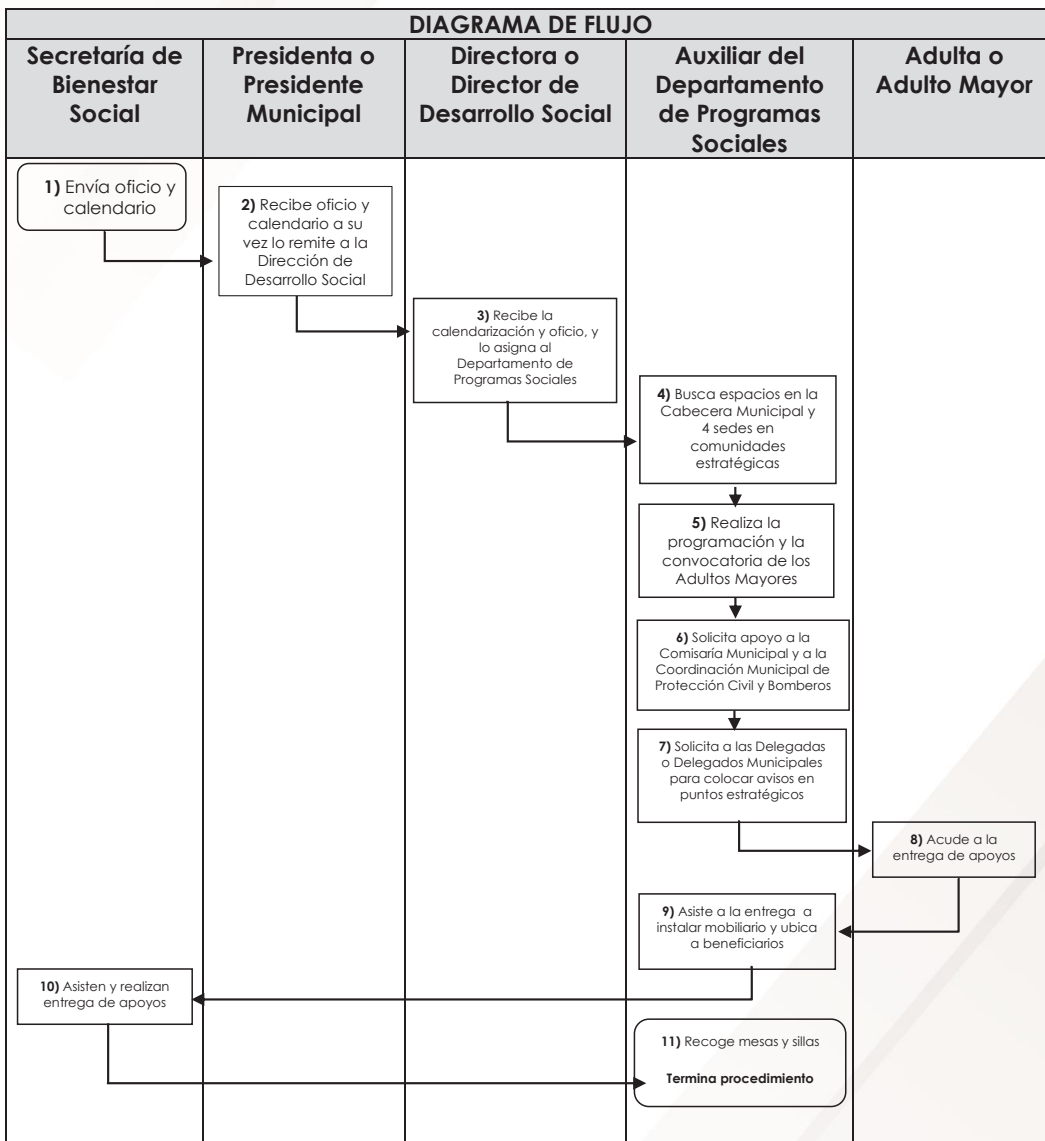 DIAGRAMA DE FLUJO
Secretaría de
Bienestar
Social
Presidenta o
Presidente
Municipal
Directora o
Director de
Desarrollo Social
Auxiliar del
Departamento
de Programas
Sociales
Adulta o
Adulto Mayor
1) Envía oficio y
calendario
2) Recibe oficio y
calendario a su
vez lo remite a la
Dirección de
Desarrollo Social
3) Recibe la
calendarización y oficio, y
lo asigna al
Departamento de
Programas Sociales
4) Busca espacios en la
Cabecera Municipal y
4 sedes en
comunidades
estratégicas
5) Realiza la
programación y la
convocatoria de los
Adultos Mayores
6) Solicita apoyo a la
Comisaría Municipal y a la
Coordinación Municipal de
Protección Civil y Bomberos
7) Solicita a las Delegadas
o Delegados Municipales
para colocar avisos en
puntos estratégicos
8) Acude a la
entrega de apoyos
9) Asiste a la entrega a
instalar mobiliario y ubica
a beneficiarios
10) Asisten y realizan
entrega de apoyos
11) Recoge mesas y sillas
Termina procedimiento